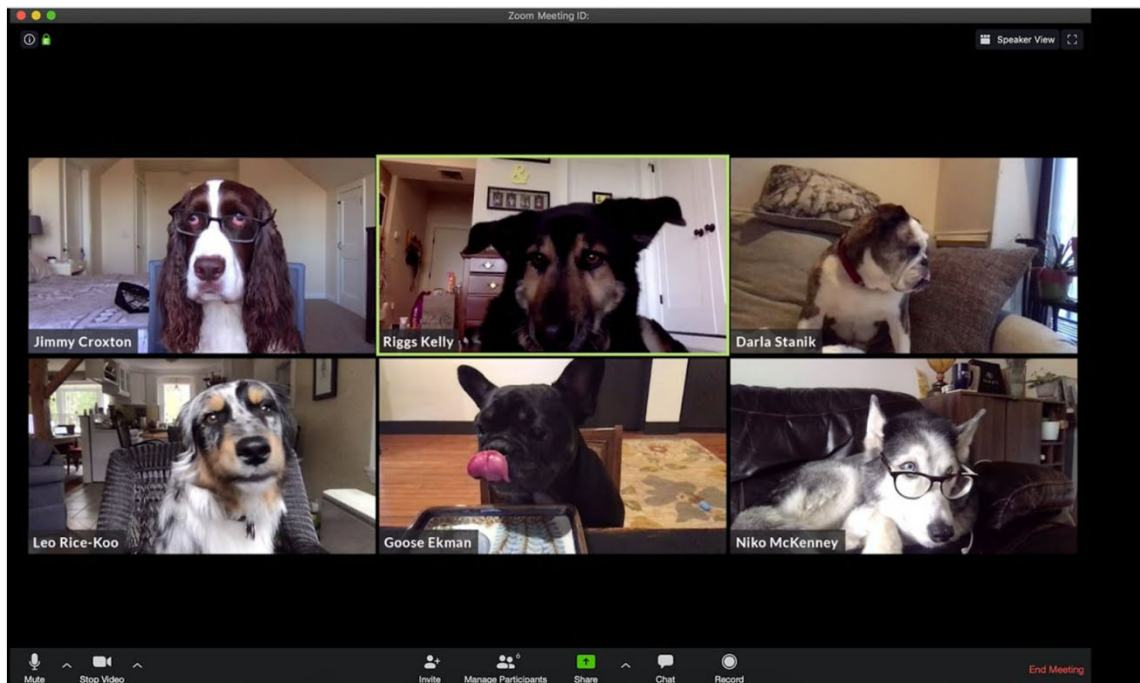 Zoom Meeting ID:
Speaker View
Jimmy Croxton
Riggs Kelly
Darla Stanik
Leo Rice-Koo
Goose Ekman
Niko McKenney
6
Mute
Stop Video
Invite
Manage Participants
Share
Chat
Record
End Meeting